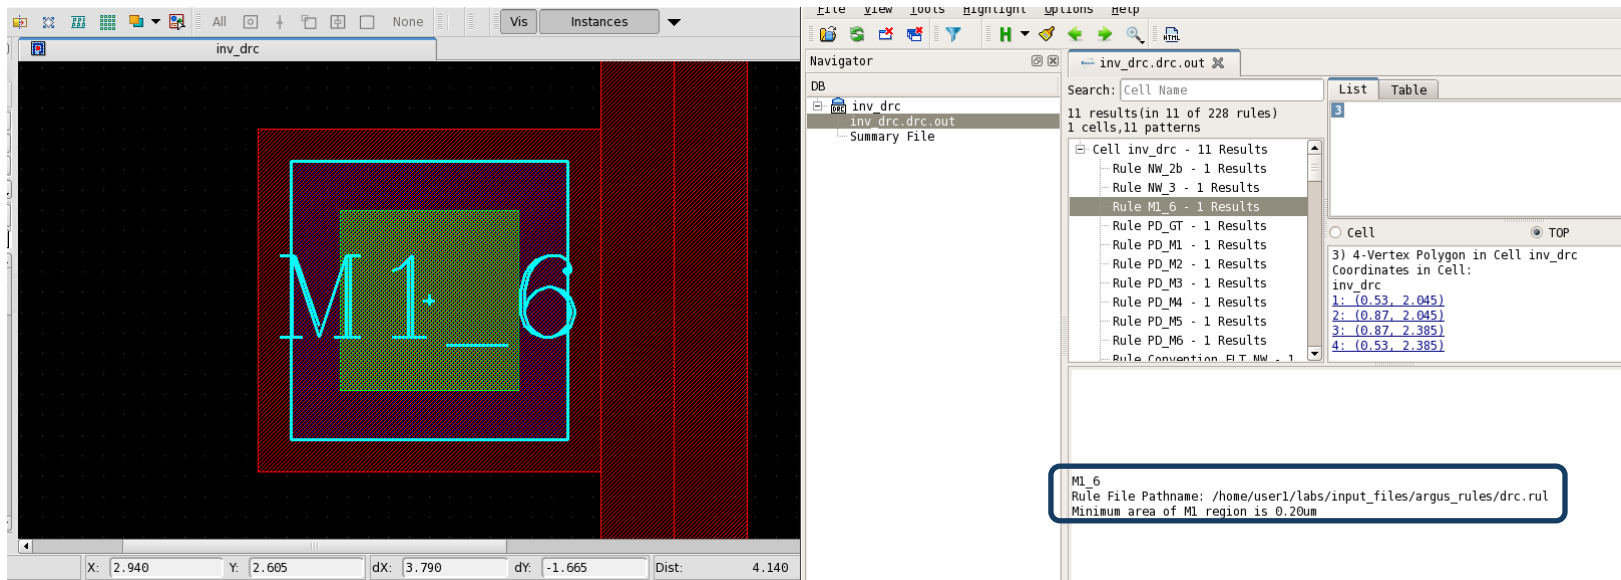 All
None
Vis
Instances
inv_drc
M1_6
X: 2.940
Y: 2.605
dX: 3.790
dY: -1.665
Dist: 4.140
File View Tools Highlight Options Help
H
HTML
Navigator
DB
DRC inv_drc
inv_drc.drc.out
Summary File
inv_drc.drc.out
Search: Cell Name
11 results(in 11 of 228 rules)
1 cells,11 patterns
Cell inv_drc - 11 Results
Rule NW_2b - 1 Results
Rule NW_3 - 1 Results
Rule M1_6 - 1 Results
Rule PD_GT - 1 Results
Rule PD_M1 - 1 Results
Rule PD_M2 - 1 Results
Rule PD_M3 - 1 Results
Rule PD_M4 - 1 Results
Rule PD_M5 - 1 Results
Rule PD_M6 - 1 Results
Rule Convention FLT NW - 1
List Table
3
Cell
TOP
3) 4-Vertex Polygon in Cell inv_drc
Coordinates in Cell:
inv_drc
1: (0.53, 2.045)
2: (0.87, 2.045)
3: (0.87, 2.385)
4: (0.53, 2.385)
M1_6
Rule File Pathname: /home/user1/labs/input_files/argus_rules/drc.rul
Minimum area of M1 region is 0.20um